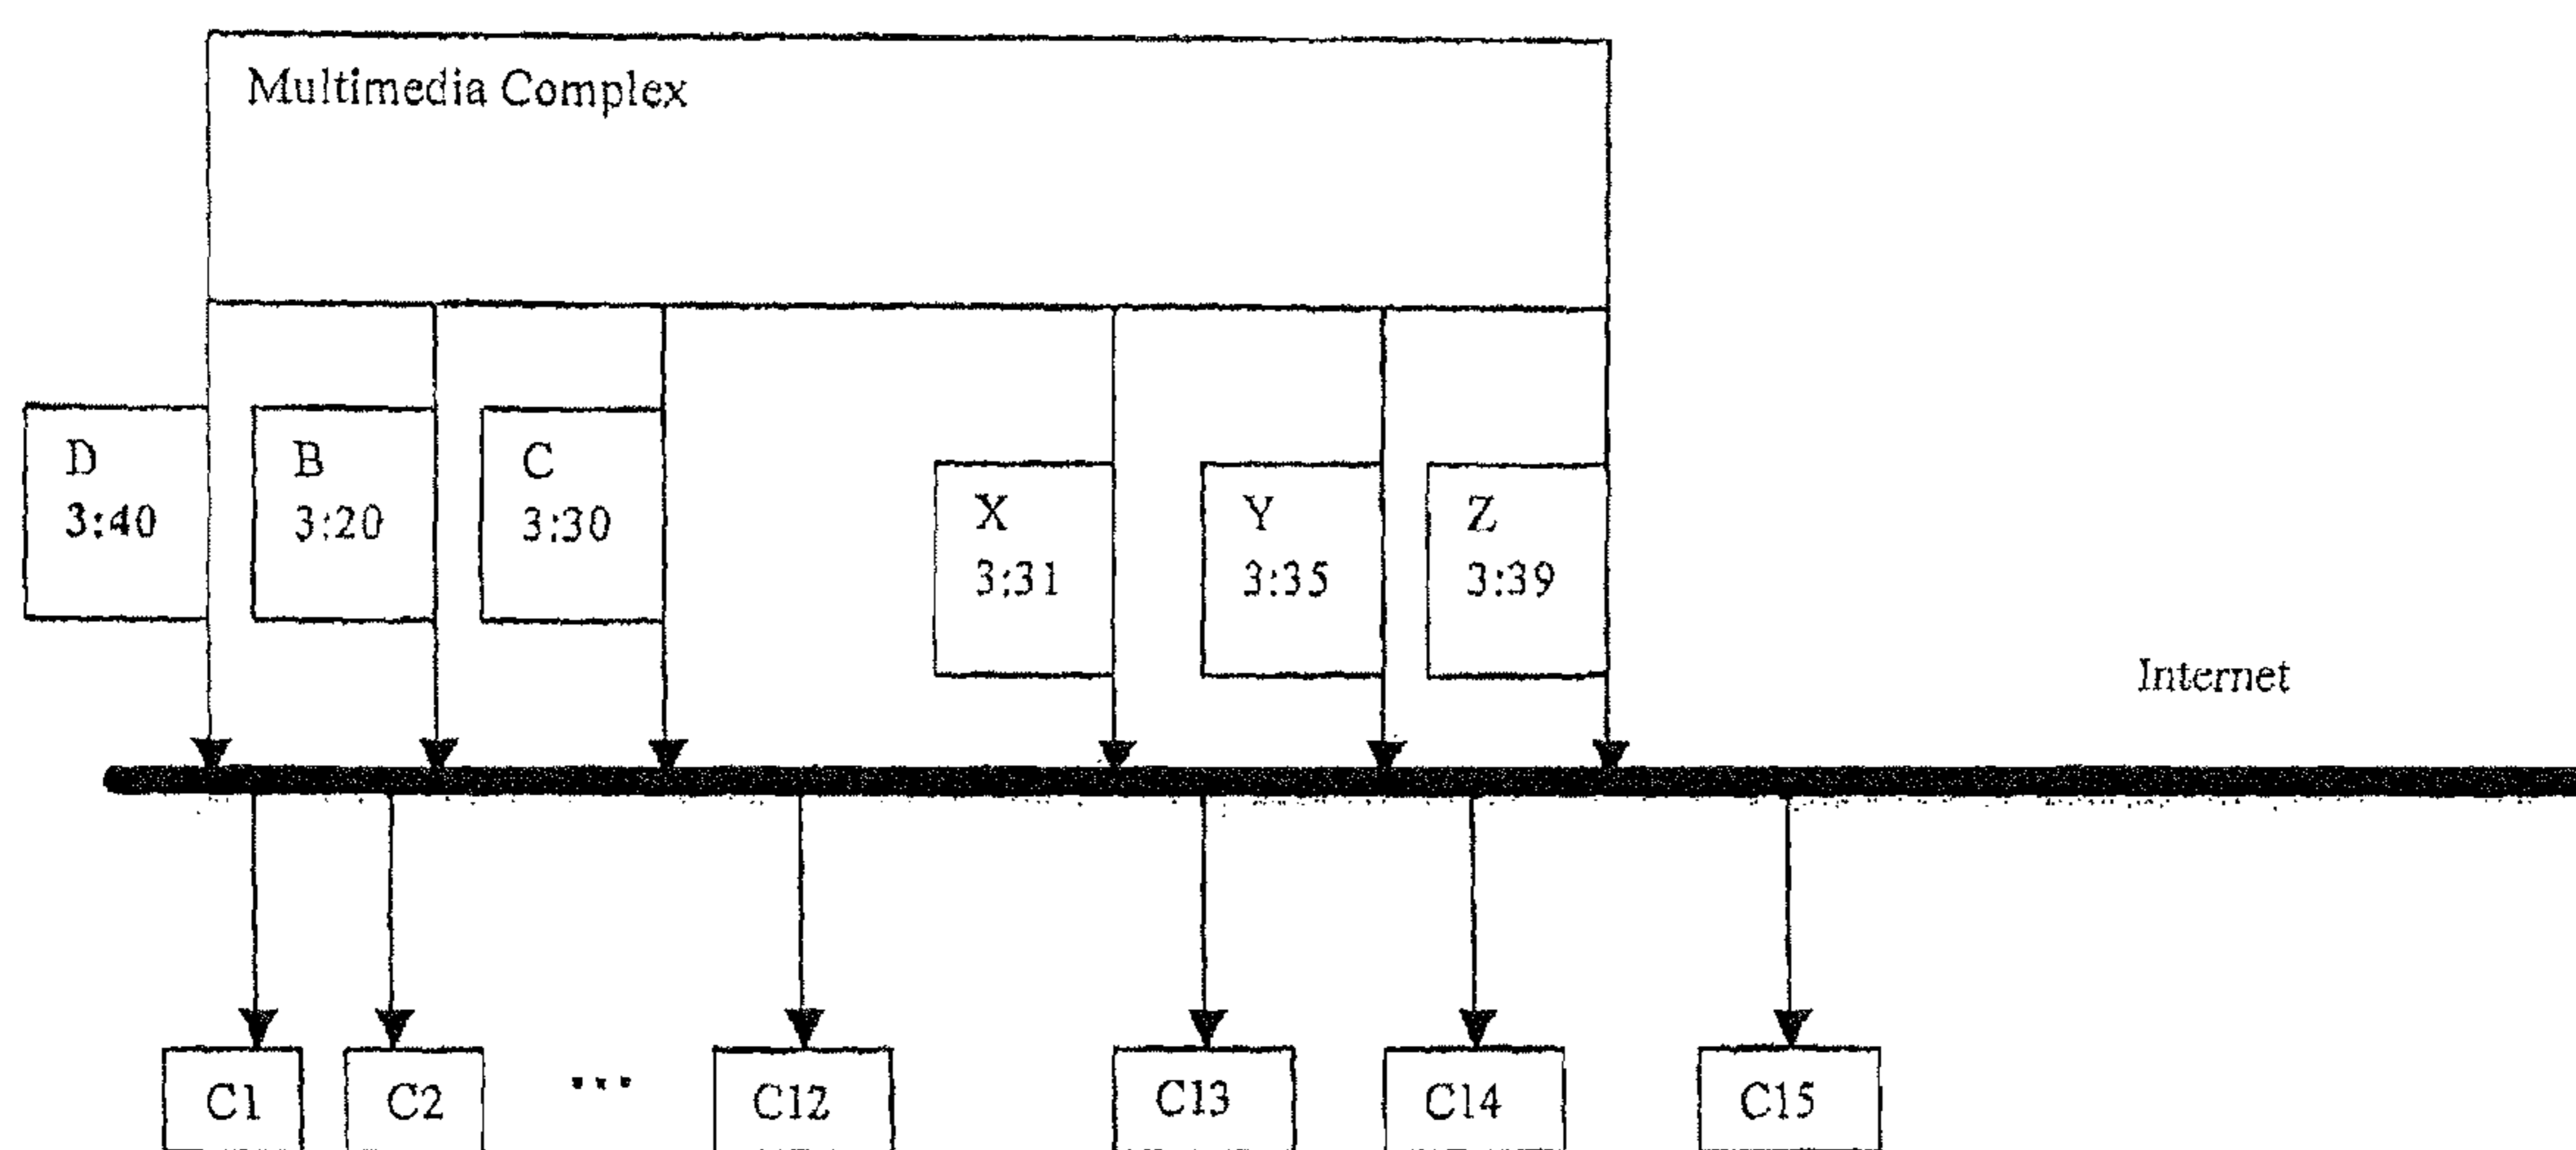 Multimedia Complex
D
3:40
B
3:20
C
3:30
X
3:31
Y
3:35
Z
3:39
Internet
C1
C2
...
C12
C13
C14
C15